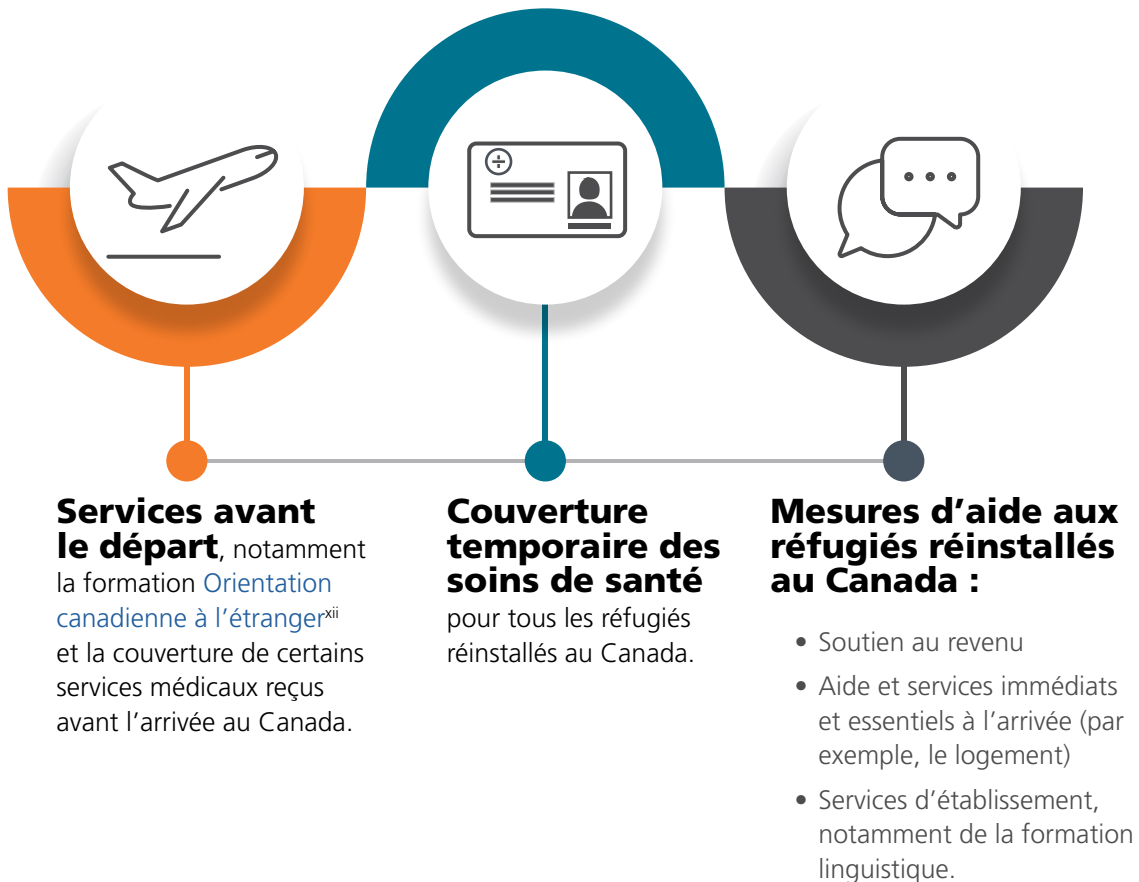 Services avant
le départ, notamment
la formation Orientation
canadienne à l'étrangerxii
et la couverture de certains
services médicaux reçus
avant l'arrivée au Canada.
Couverture
temporaire des
soins de santé
pour tous les réfugiés
réinstallés au Canada.
Mesures d'aide aux
réfugiés réinstallés
au Canada :
• Soutien au revenu
• Aide et services immédiats
et essentiels à l'arrivée (par
exemple, le logement)
• Services d'établissement,
notamment de la formation
linguistique.